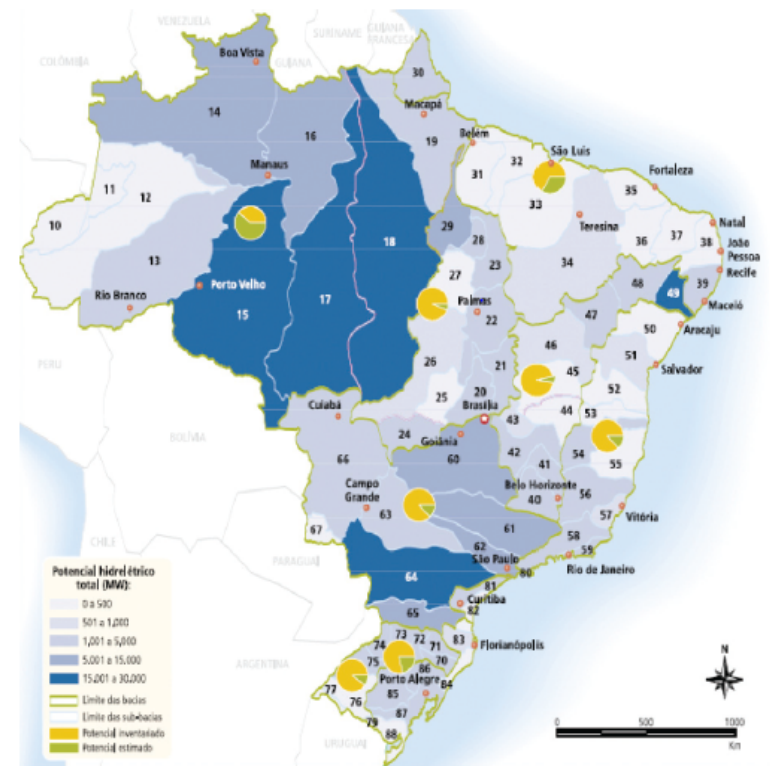 VENEZUELA
SURINAME
GUIANA
FRANCESA
COLÔMBIA
Boa Vista
GUIANA
30
Macapá
14
16
19
Belém
São Luis
32
Fortaleza
Manaus
31
35
11
12
33
Natal
10
Teresina
36
37
38
João
Pessoa
29
28
18
13
23
34
Recife
27
48
39
Rio Branco
Porto Velho
49
Maceió
17
Palmas
47
15
22
50
Aracaju
46
26
21
51
Salvador
PERU
45
25
20
52
Cuiabá
Brasília
44
53
24
43
Goiânia
BOLÍVIA
42
54
66
60
41
55
Campo
Grande
Belo Horizonte
40
56
63
57
Vitória
67
61
CHILE
58
62
59
PARAGUAI
São Paulo
80
Rio de Janeiro
64
81
Curitiba
82
65
73
72
83
Florianópolis
74
71
75
70
ARGENTINA
86
Porto Alegre
84
77
85
76
87
79
88
URUGUAI
Potencial hidrelétrico
total (MW):
0 a 500
501 a 1,000
1,001 a 5,000
5.001 a 15.000
15.001 a 30.000
Limite das bacias
Limite das sub-bacias
Potencial inventariado
Potencial estimado
N
0
500
1000
Km